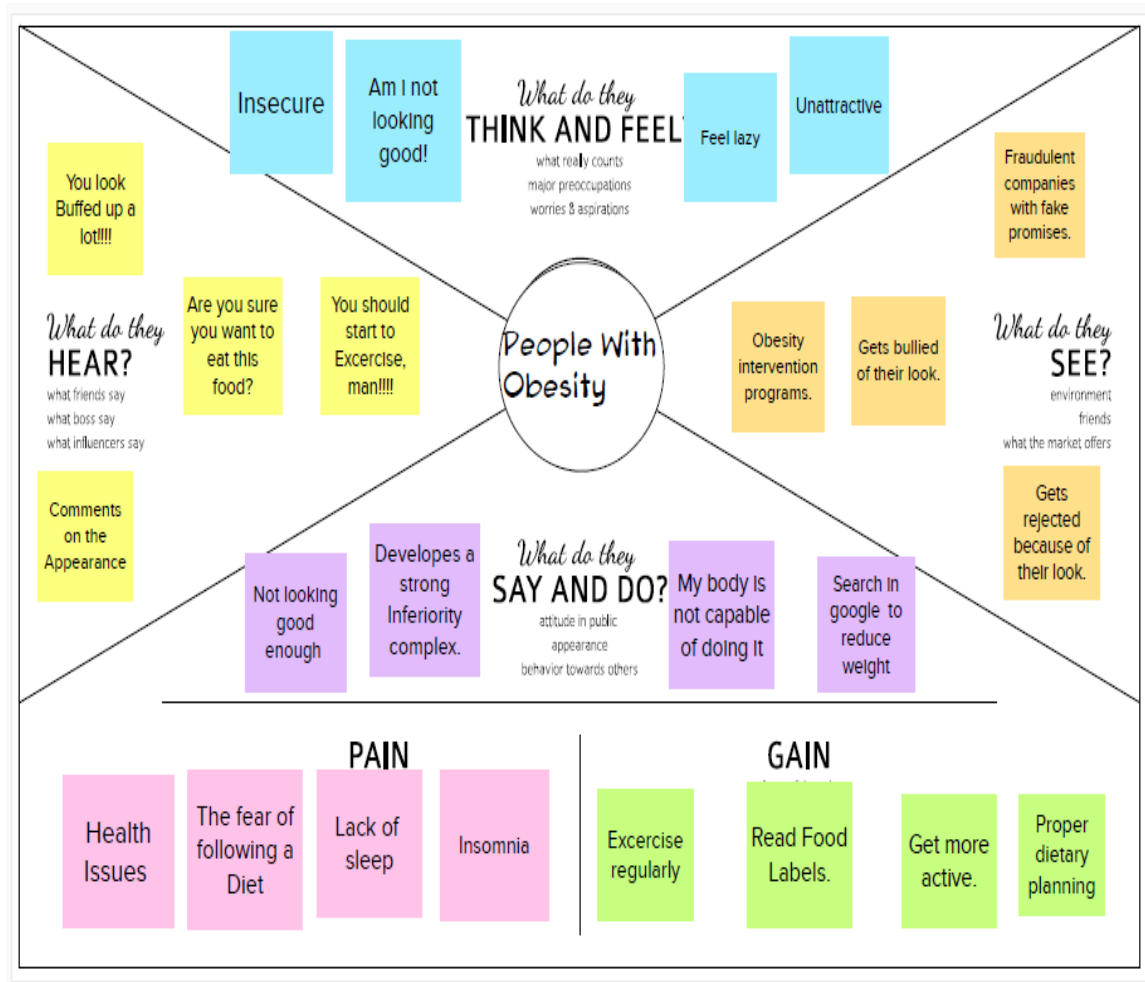 Insecure
Am I not
looking
good!
What do they
THINK AND FEEL?
what really counts
major preoccupations
worries & aspirations
Feel lazy
Unattractive
You look
Buffed up a
lot!!!!
Are you sure
you want to
eat this
food?
You should
start to
Excercise,
man!!!!
What do they
HEAR?
what friends say
what boss say
what influencers say
Comments
on the
Appearance
People With
Obesity
Fraudulent
companies
with fake
promises.
Obesity
intervention
programs.
Gets bullied
of their look.
What do they
SEE?
environment
friends
what the market offers
Gets
rejected
because of
their look.
Not looking
good
enough
Developes a
strong
Inferiority
complex.
What do they
SAY AND DO?
attitude in public
appearance
behavior towards others
My body is
not capable
of doing it
Search in
google to
reduce
weight
PAIN
Health
Issues
The fear of
following a
Diet
Lack of
sleep
Insomnia
GAIN
Excercise
regularly
Read Food
Labels.
Get more
active.
Proper
dietary
planning